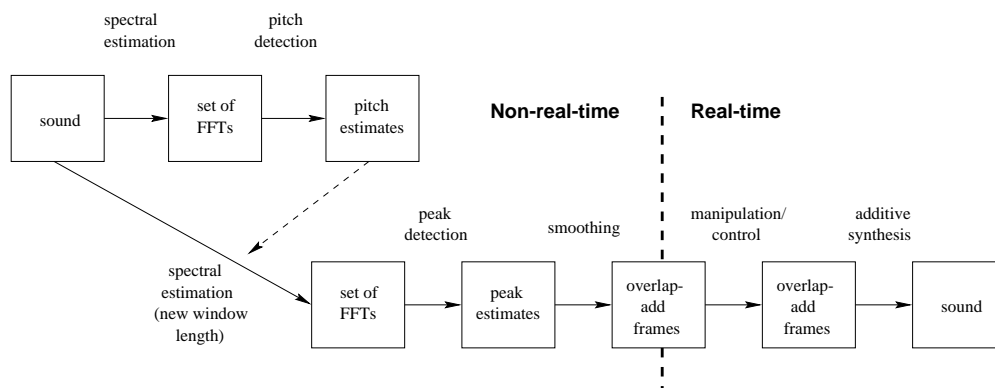 spectral
estimation
pitch
detection
sound
set of
FFTs
pitch
estimates
Non-real-time
Real-time
peak
detection
smoothing
manipulation/
control
additive
synthesis
spectral
estimation
(new window
length)
set of
FFTs
peak
estimates
overlap-
add
frames
overlap-
add
frames
sound